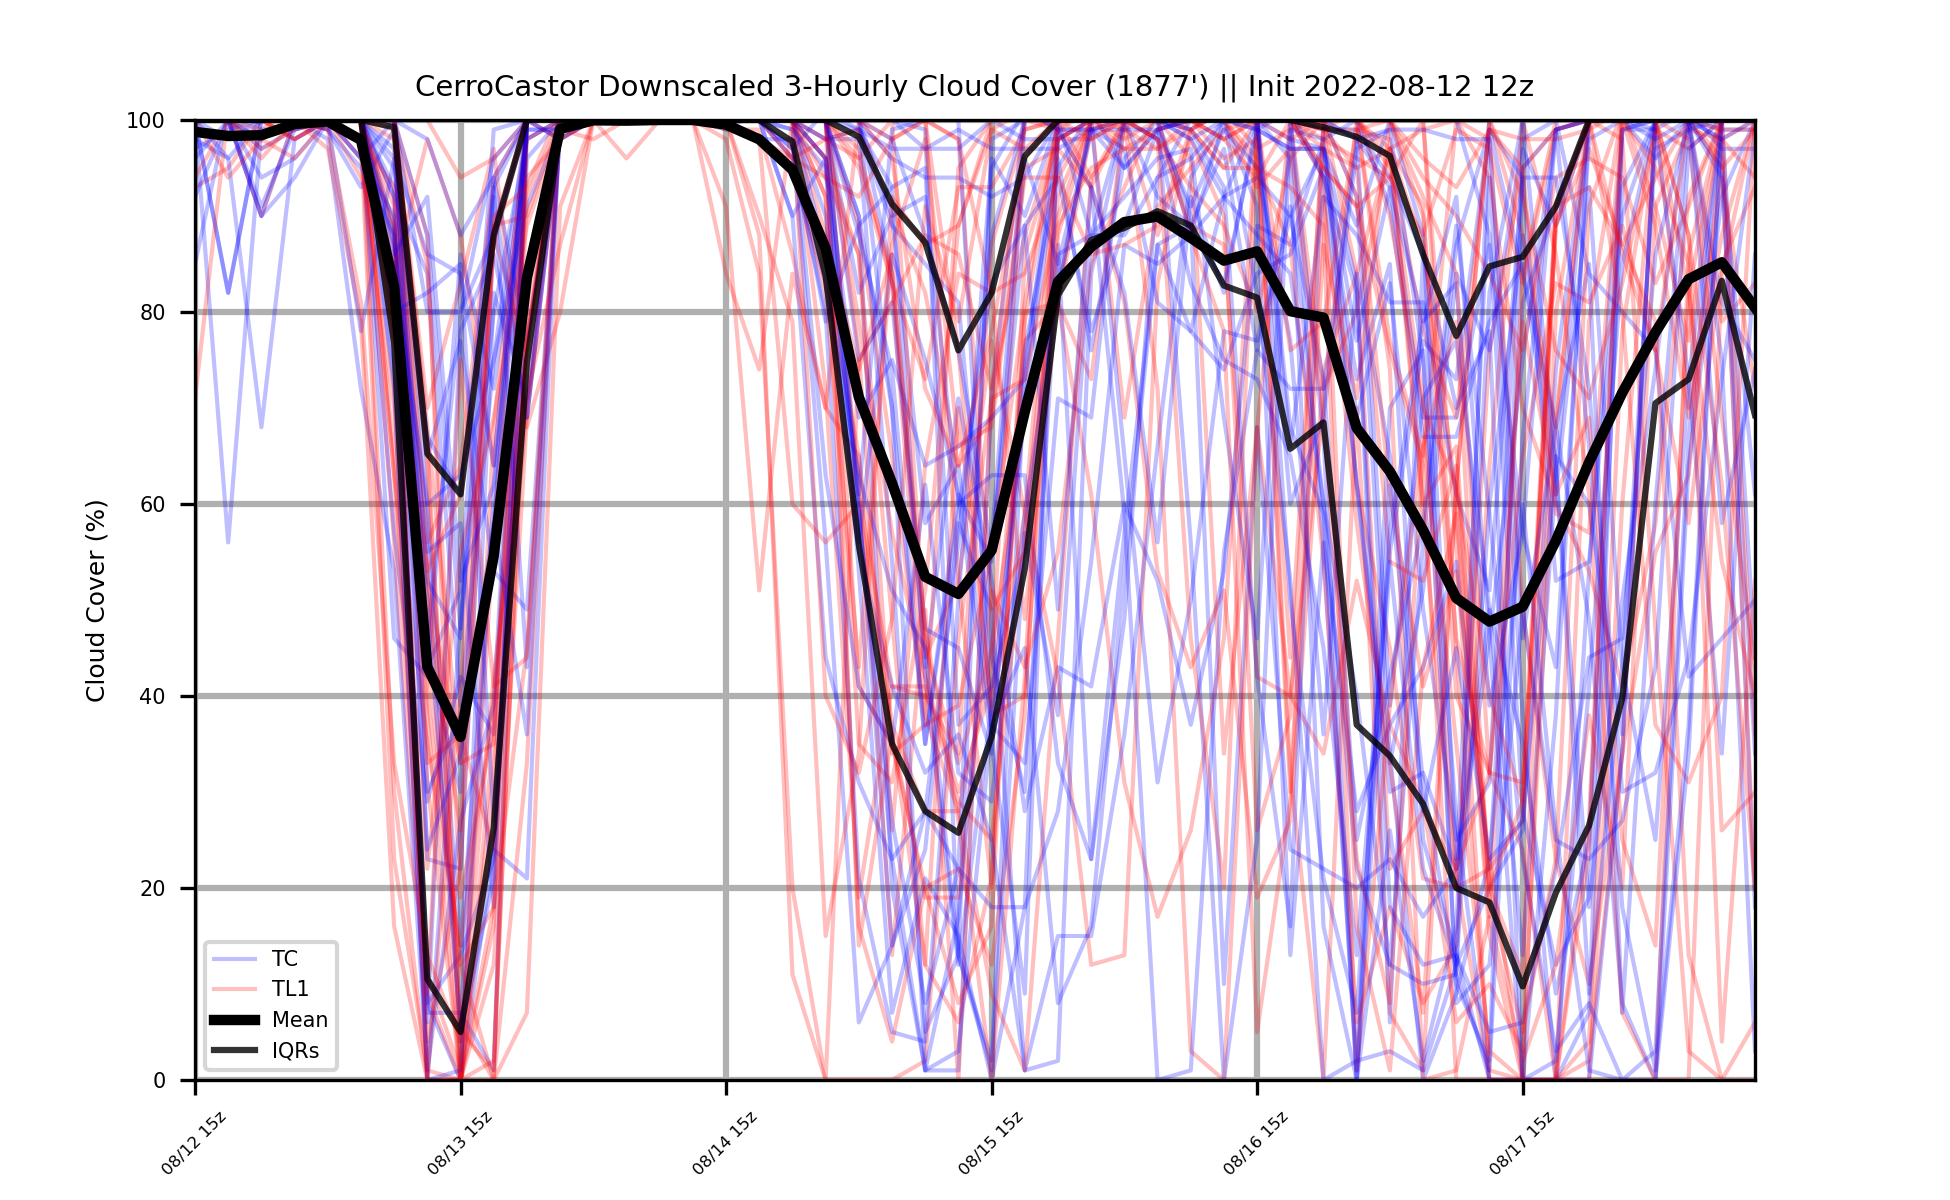 CerroCastor Downscaled 3-Hourly Cloud Cover (1877') || Init 2022-08-12 12z
Cloud Cover (%)
100
80
60
40
20
0
TC
TL1
Mean
IQRs
08/12 15z
08/13 15z
08/14 15z
08/15 15z
08/16 15z
08/17 15z